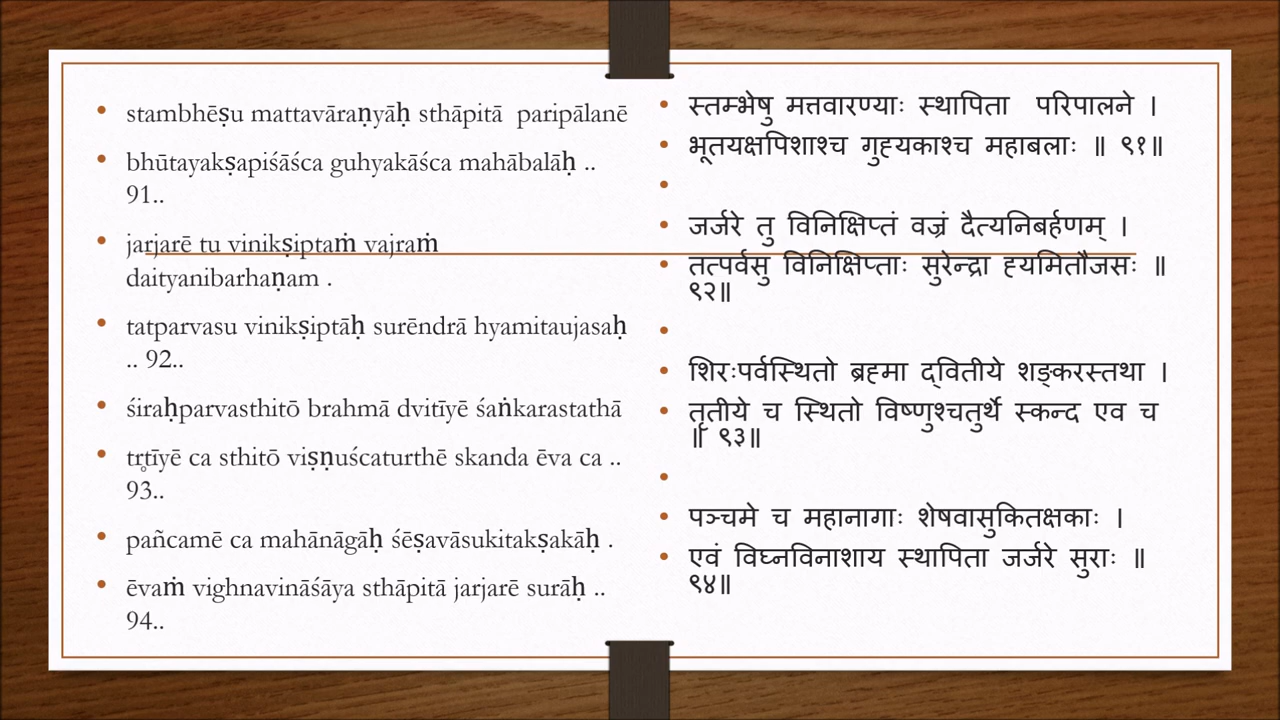 stambhēṣu mattavāraṇyāḥ sthāpitā paripālanē
bhūtayakṣapiśāśca guhyakāśca mahābalāḥ ..
91..
jarjarē tu vinikṣiptaṁ vajraṁ
daityanibarhaṇam .
tatparvasu vinikṣiptāḥ surēndrā hyamitaujasaḥ
.. 92..
śiraḥparvasthitō brahmā dvitīyē śaṅkarastathā
tr̥tīyē ca sthitō viṣṇuścaturthē skanda ēva ca ..
93..
pañcamē ca mahānāgāḥ śēṣavāsukitakṣakāḥ .
ēvaṁ vighnavināśāya sthāpitā jarjarē surāḥ ..
94..
स्तम्भेषु मत्तवारण्याः स्थापिता परिपालने ।
भूतयक्षपिशाश्च गुह्यकाश्च महाबलाः ॥ ९१॥
जर्जरे तु विनिक्षिप्तं वज्रं दैत्यनिबर्हणम् ।
तत्पर्वसु विनिक्षिप्ताः सुरेन्द्रा ह्यमितौजसः ॥
९२॥
शिरःपर्वस्थितो ब्रह्मा द्वितीये शङ्करस्तथा ।
तृतीये च स्थितो विष्णुश्चतुर्थे स्कन्द एव च
॥ ९३॥
पञ्चमे च महानागाः शेषवासुकितक्षकाः ।
एवं विघ्नविनाशाय स्थापिता जर्जरे सुराः ॥
९४॥